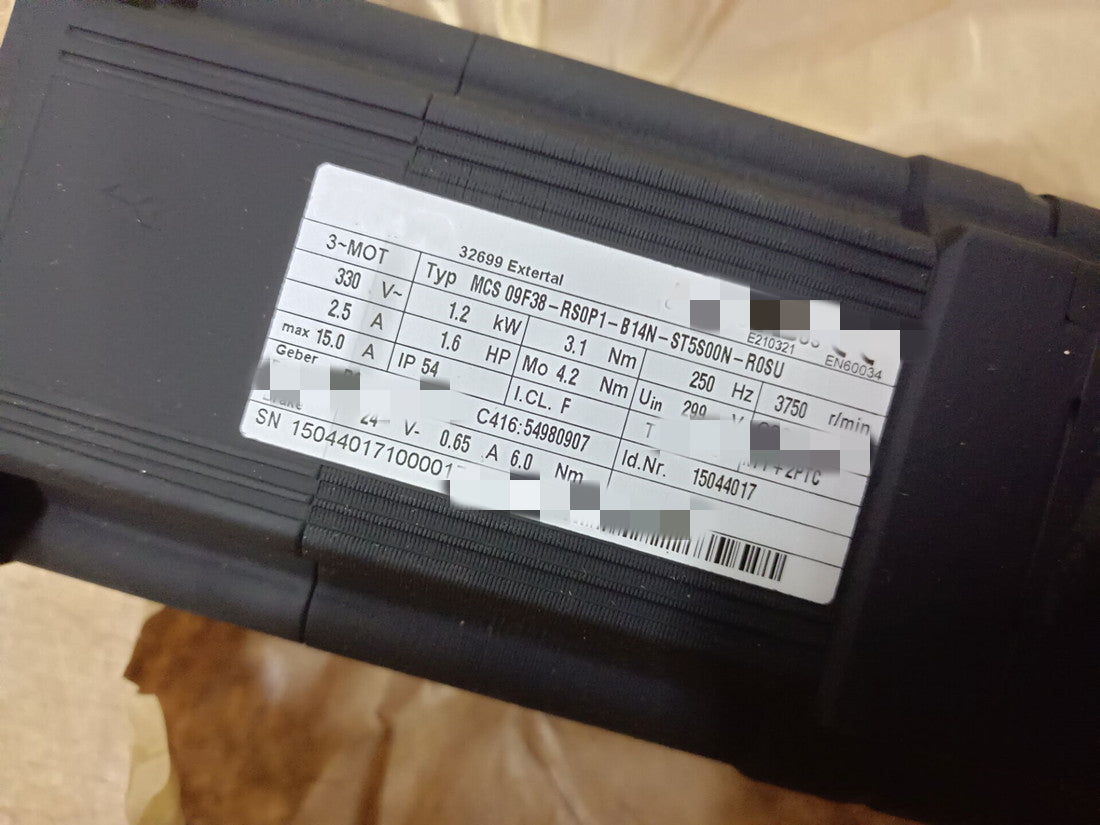 32699 Extertal
E210321 EN60034
3~MOT Typ MCS 09F38-RS0P1-B14N-ST5S00N-R0SU
330 V~ 1.2 kW 3.1 Nm 250 Hz 3750 r/min
2.5 A 1.6 HP Mo 4.2 Nm Uin V
max 15.0 A IP 54 I.CL. F T
Geber C416:54980907 Id.Nr. 15044017
24 V- 0.65 A 6.0 Nm
SN 1504401710000